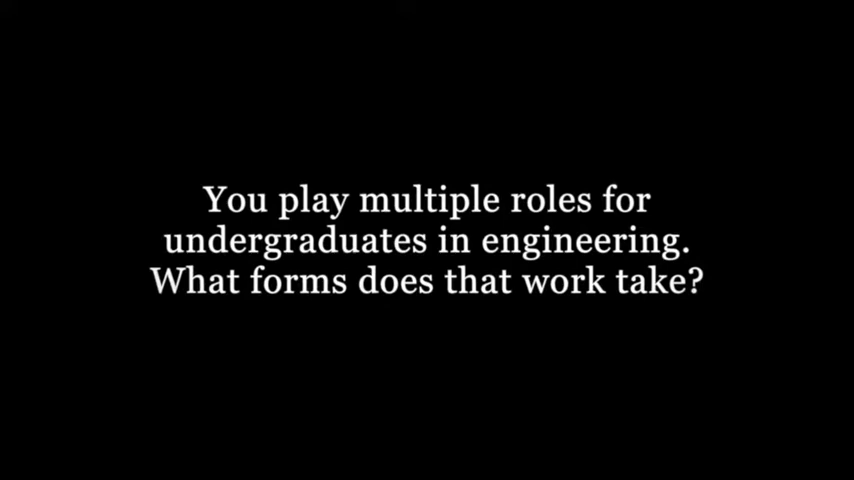 You play multiple roles for
undergraduates in engineering.
What forms does that work take?